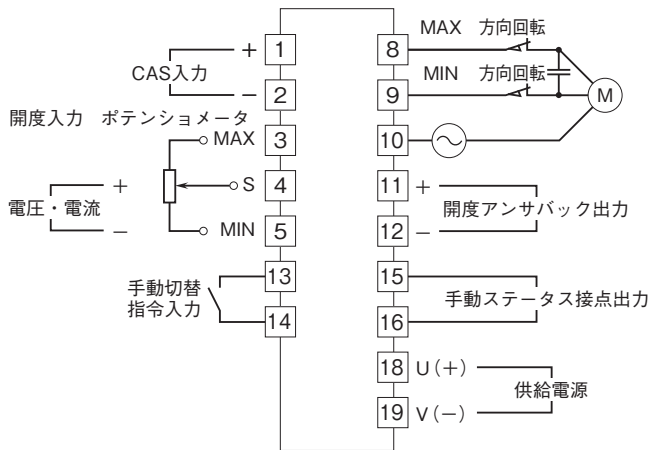 + 1
CAS入力
− 2
開度入力 ポテンショメータ
MAX 3
+ S 4
電圧・電流
− MIN 5
手動切替
指令入力
13
14
8 MAX 方向回転
9 MIN 方向回転
M
10
11 +
開度アンサバック出力
12 −
15
手動ステータス接点出力
16
18 U(+)
供給電源
19 V(−)